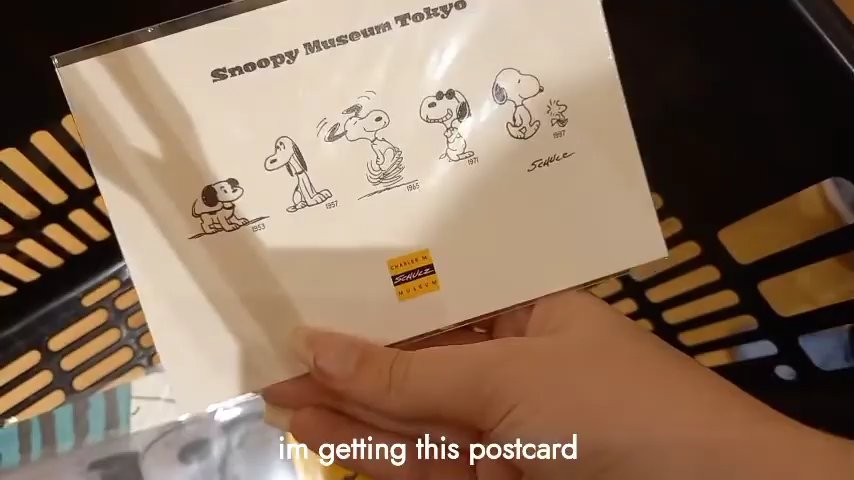 Snoopy Museum Tokyo
1953
1957
1965
1971
1997
SCHULZ
CHARLES M.
SCHULZ
MUSEUM
im getting this postcard